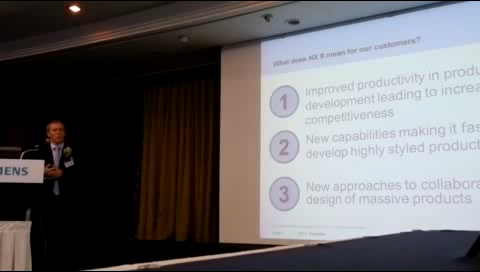 What does NX 9 mean for our customers?
1
Improved productivity in produ
development leading to increa
competitiveness
2
New capabilities making it fas
develop highly styled product
3
New approaches to collabora
design of massive products
MENS